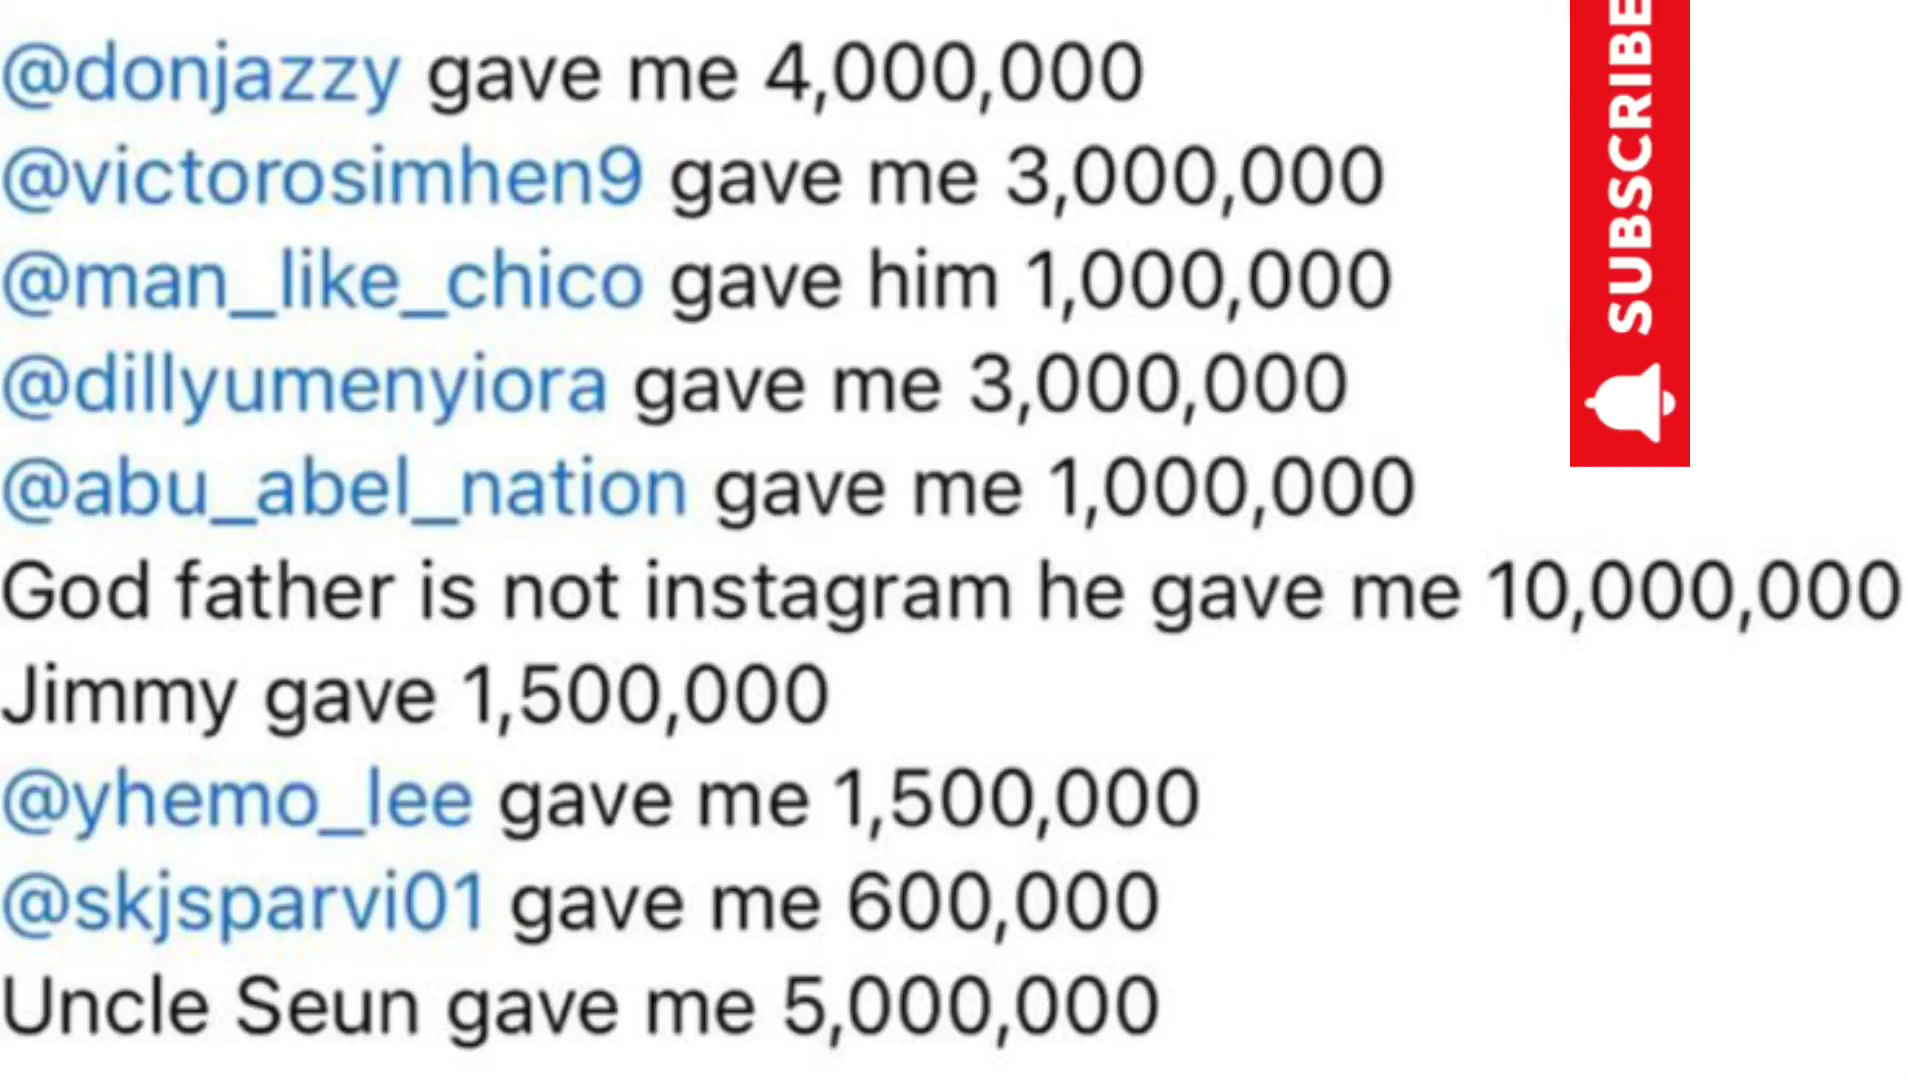 @donjazzy gave me 4,000,000
@victorosimhen9 gave me 3,000,000
@man_like_chico gave him 1,000,000
@dillyumenyiora gave me 3,000,000
@abu_abel_nation gave me 1,000,000
God father is not instagram he gave me 10,000,000
Jimmy gave 1,500,000
@yhemo_lee gave me 1,500,000
@skjsparvi01 gave me 600,000
Uncle Seun gave me 5,000,000
SUBSCRIBE